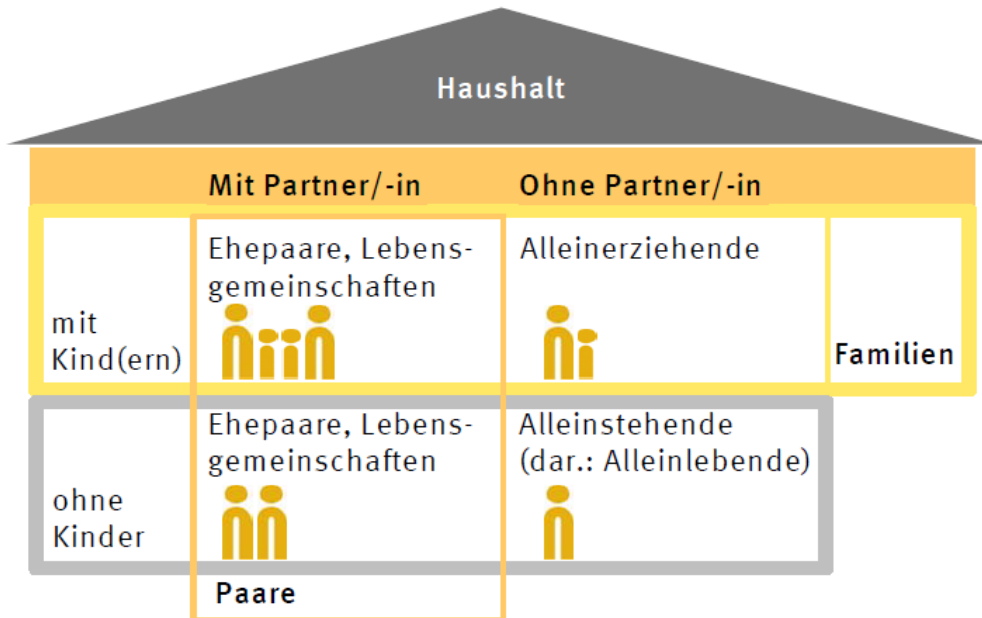 Haushalt
Mit Partner/-in
Ohne Partner/-in
mit
Kind(ern)
Ehepaare, Lebens-
gemeinschaften
Alleinerziehende
Familien
ohne
Kinder
Ehepaare, Lebens-
gemeinschaften
Alleinstehende
(dar.: Alleinlebende)
Paare